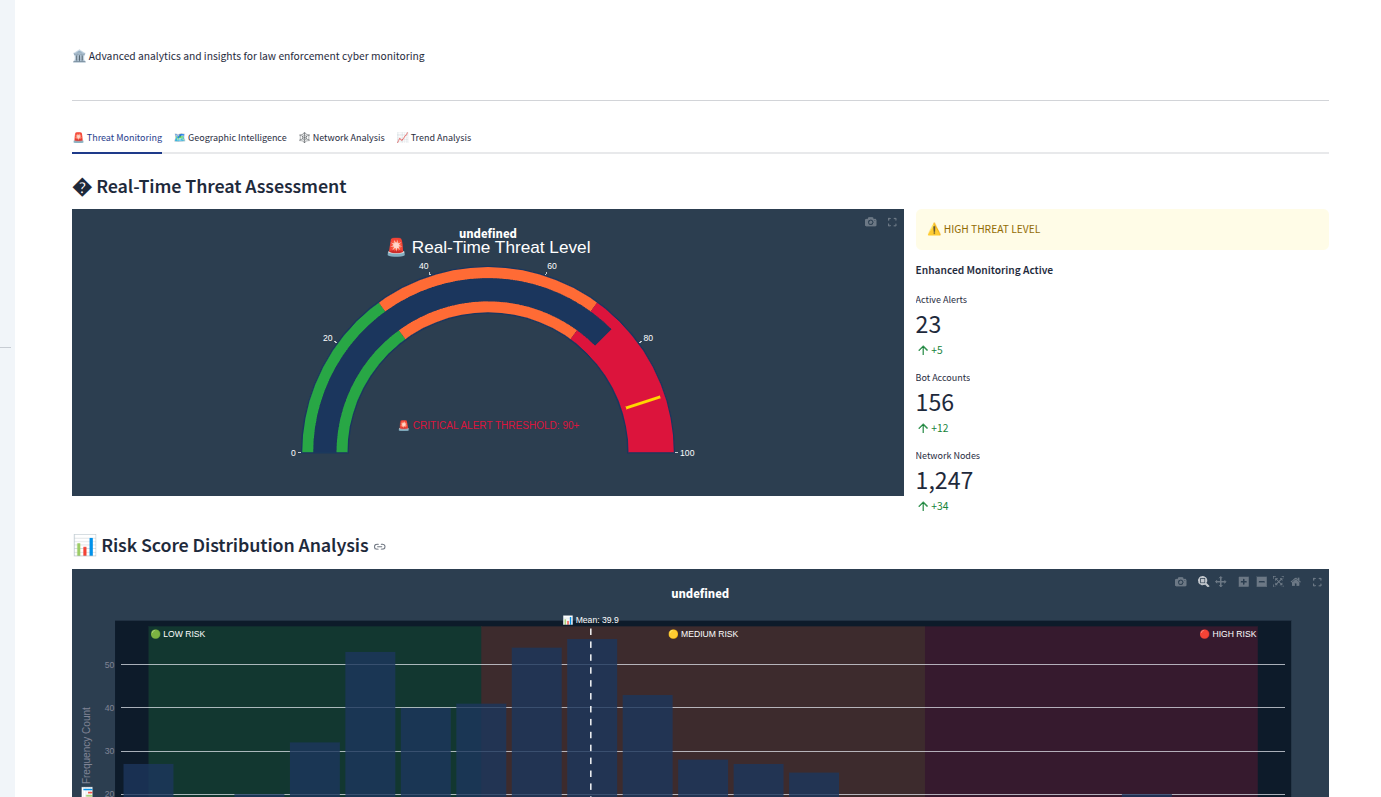 🏛️ Advanced analytics and insights for law enforcement cyber monitoring
🚨 Threat Monitoring
🗺️ Geographic Intelligence
🕸️ Network Analysis
📈 Trend Analysis
� Real-Time Threat Assessment
undefined
🚨 Real-Time Threat Level
0
20
40
60
80
100
🚨 CRITICAL ALERT THRESHOLD: 90+
⚠️ HIGH THREAT LEVEL
Enhanced Monitoring Active
Active Alerts
23
↑ +5
Bot Accounts
156
↑ +12
Network Nodes
1,247
↑ +34
📊 Risk Score Distribution Analysis
undefined
📊 Mean: 39.9
🟢 LOW RISK
🟡 MEDIUM RISK
🔴 HIGH RISK
50
40
30
20
Frequency Count